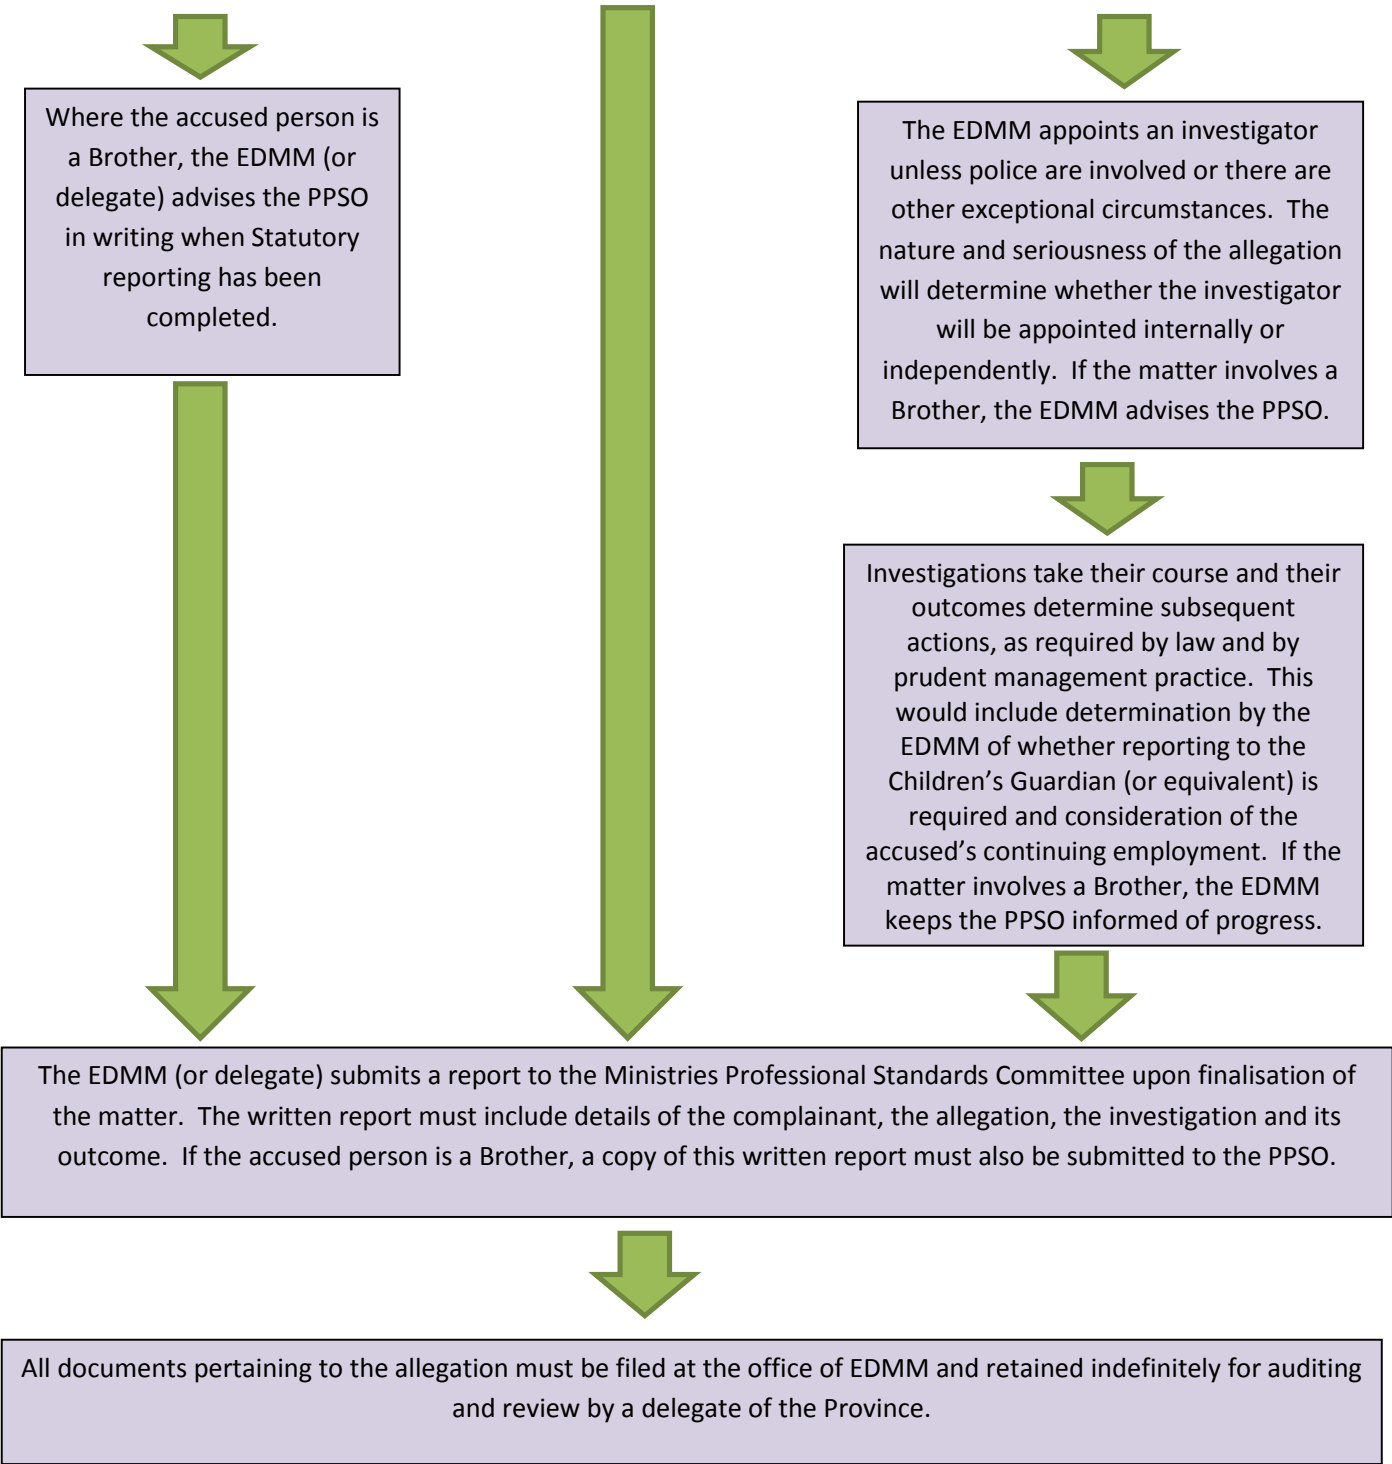 Where the accused person is
a Brother, the EDMM (or
delegate) advises the PPSO
in writing when Statutory
reporting has been
completed.
The EDMM appoints an investigator
unless police are involved or there are
other exceptional circumstances.  The
nature and seriousness of the allegation
will determine whether the investigator
will be appointed internally or
independently.  If the matter involves a
Brother, the EDMM advises the PPSO.
Investigations take their course and their
outcomes determine subsequent
actions, as required by law and by
prudent management practice.  This
would include determination by the
EDMM of whether reporting to the
Children’s Guardian (or equivalent) is
required and consideration of the
accused’s continuing employment.  If the
matter involves a Brother, the EDMM
keeps the PPSO informed of progress.
The EDMM (or delegate) submits a report to the Ministries Professional Standards Committee upon finalisation of
the matter.  The written report must include details of the complainant, the allegation, the investigation and its
outcome.  If the accused person is a Brother, a copy of this written report must also be submitted to the PPSO.
All documents pertaining to the allegation must be filed at the office of EDMM and retained indefinitely for auditing
and review by a delegate of the Province.